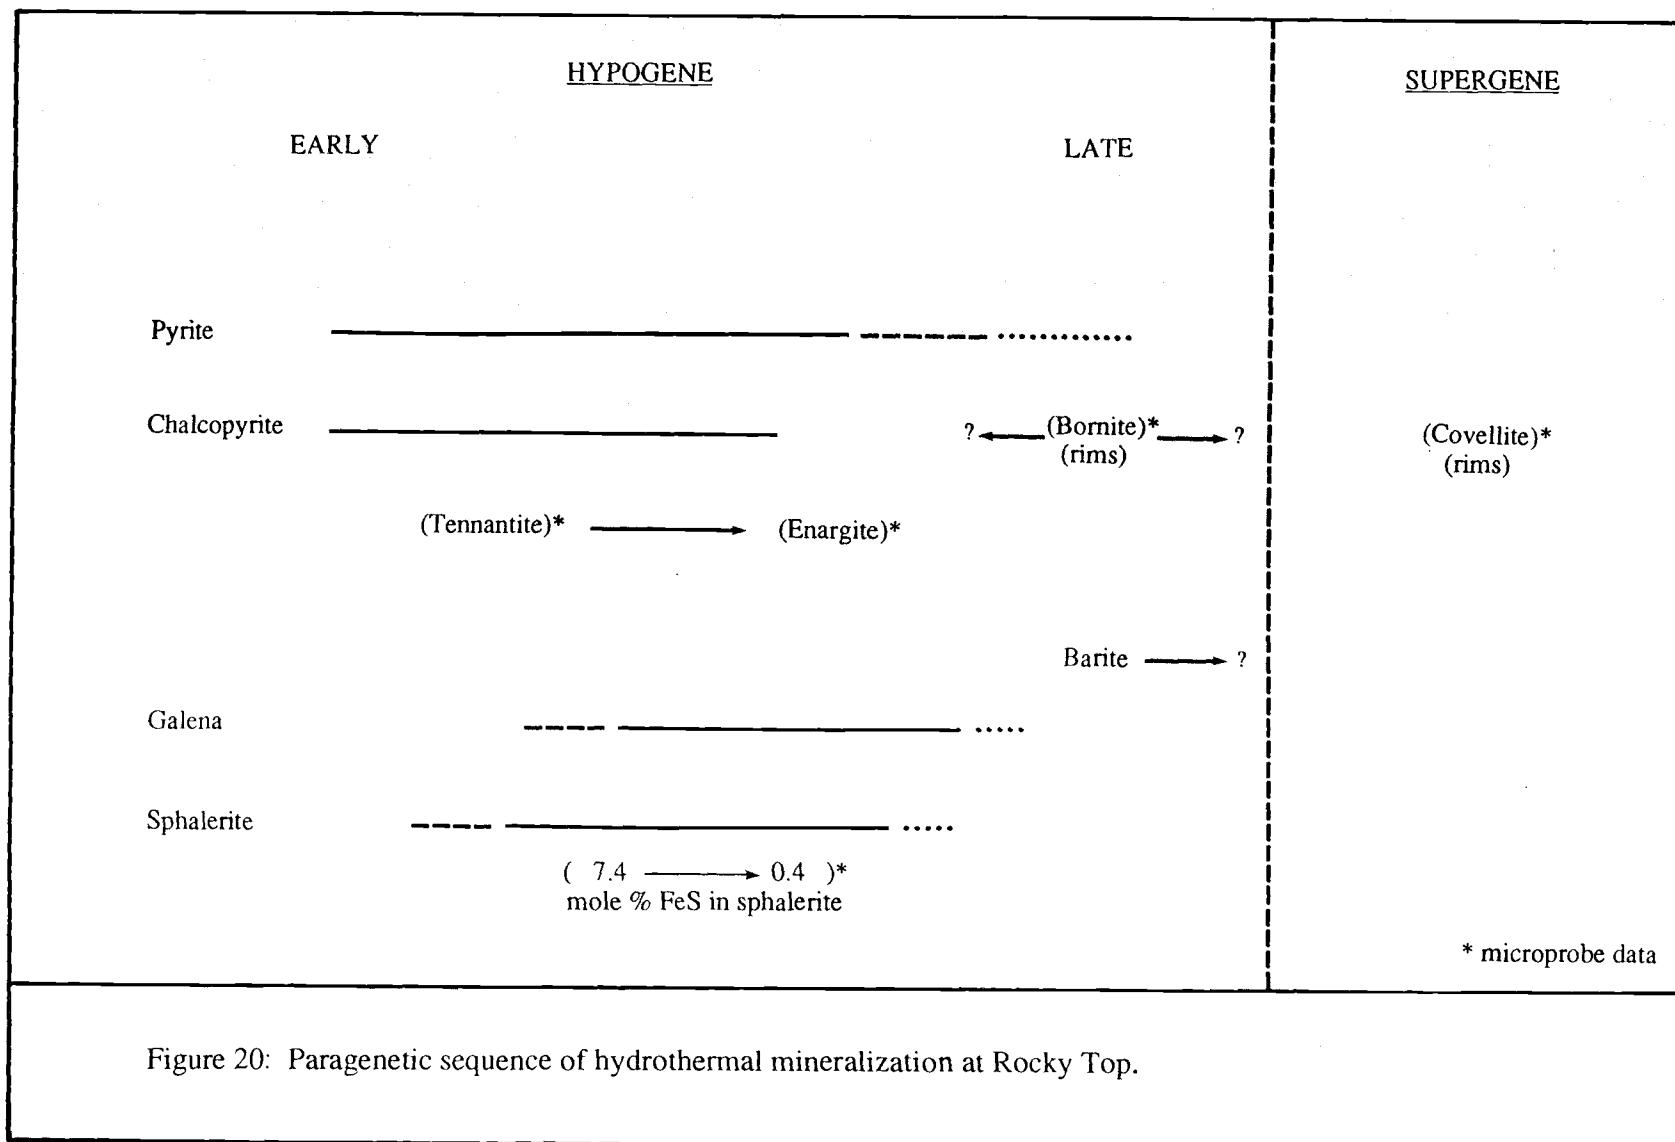 HYPOGENE
SUPERGENE
EARLY
LATE
Pyrite
Chalcopyrite
? (Bornite)* ?
(rims)
(Covellite)*
(rims)
(Tennantite)* (Enargite)*
Barite ?
Galena
Sphalerite
( 7.4 0.4 )*
mole % FeS in sphalerite
* microprobe data
Figure 20: Paragenetic sequence of hydrothermal mineralization at Rocky Top.